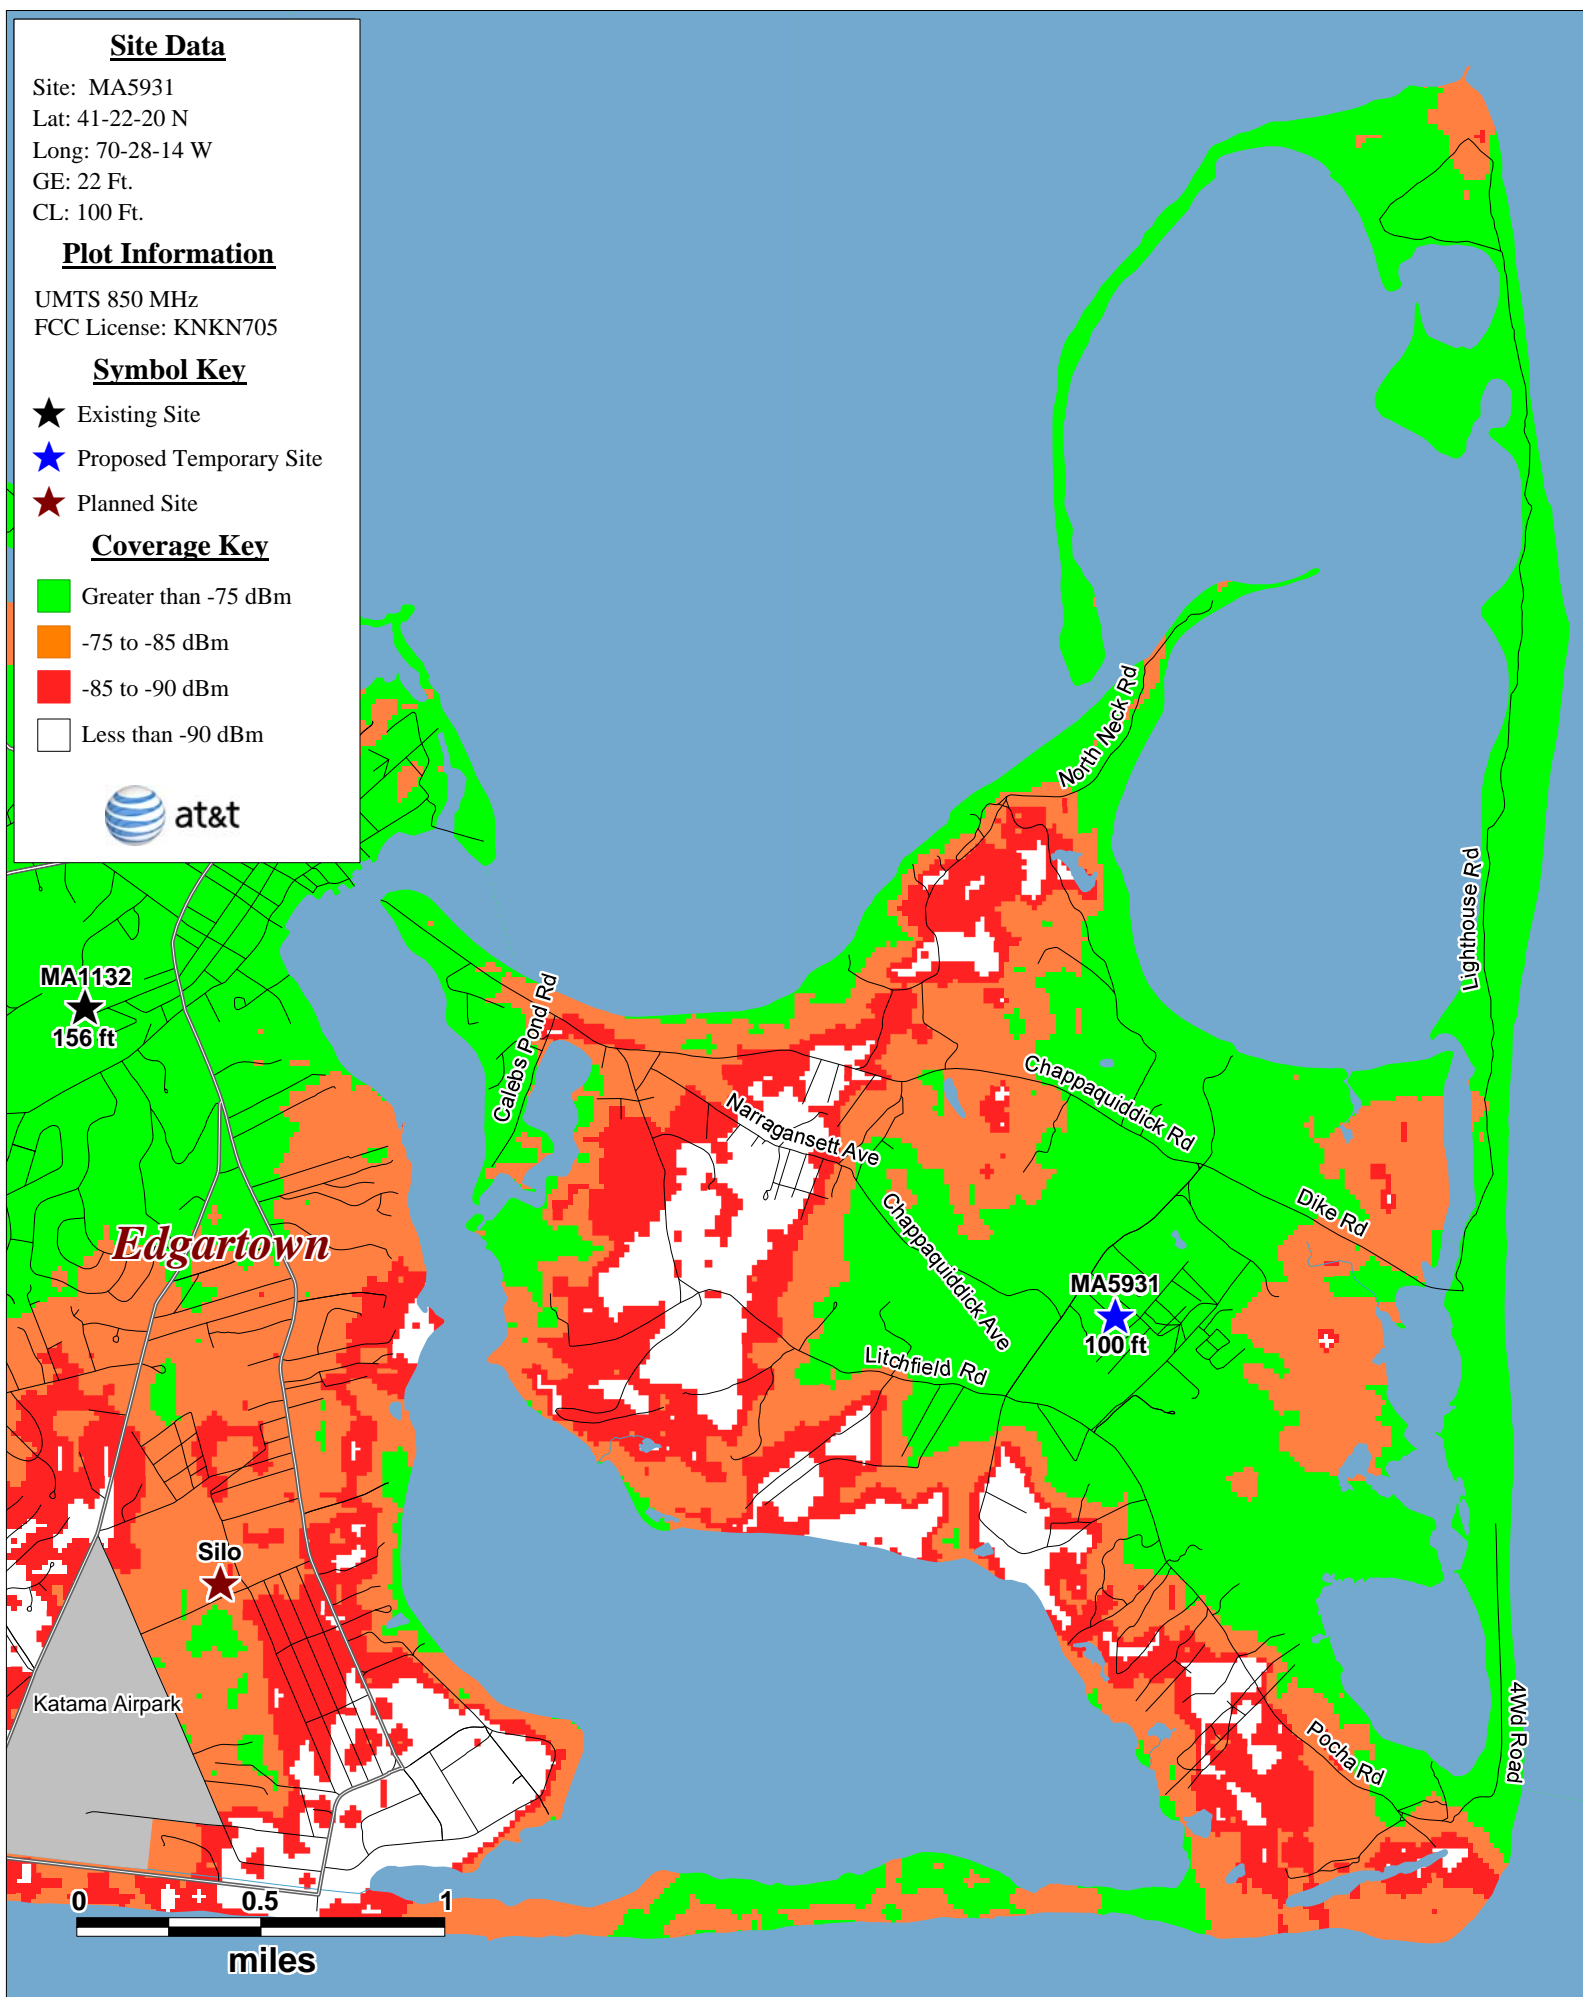 Site Data
Site: MA5931
Lat: 41-22-20 N
Long: 70-28-14 W
GE: 22 Ft.
CL: 100 Ft.
Plot Information
UMTS 850 MHz
FCC License: KNKN705
Symbol Key
Existing Site
Proposed Temporary Site
Planned Site
Coverage Key
Greater than -75 dBm
-75 to -85 dBm
-85 to -90 dBm
Less than -90 dBm
at&t
North Neck Rd
Lighthouse Rd
MA1132
156 ft
Calebs Pond Rd
Chappaquiddick Rd
Narragansett Ave
Chappaquiddick Ave
Dike Rd
Edgartown
MA5931
100 ft
Litchfield Rd
Silo
Katama Airpark
Pocha Rd
4Wd Road
0 0.5 1
miles